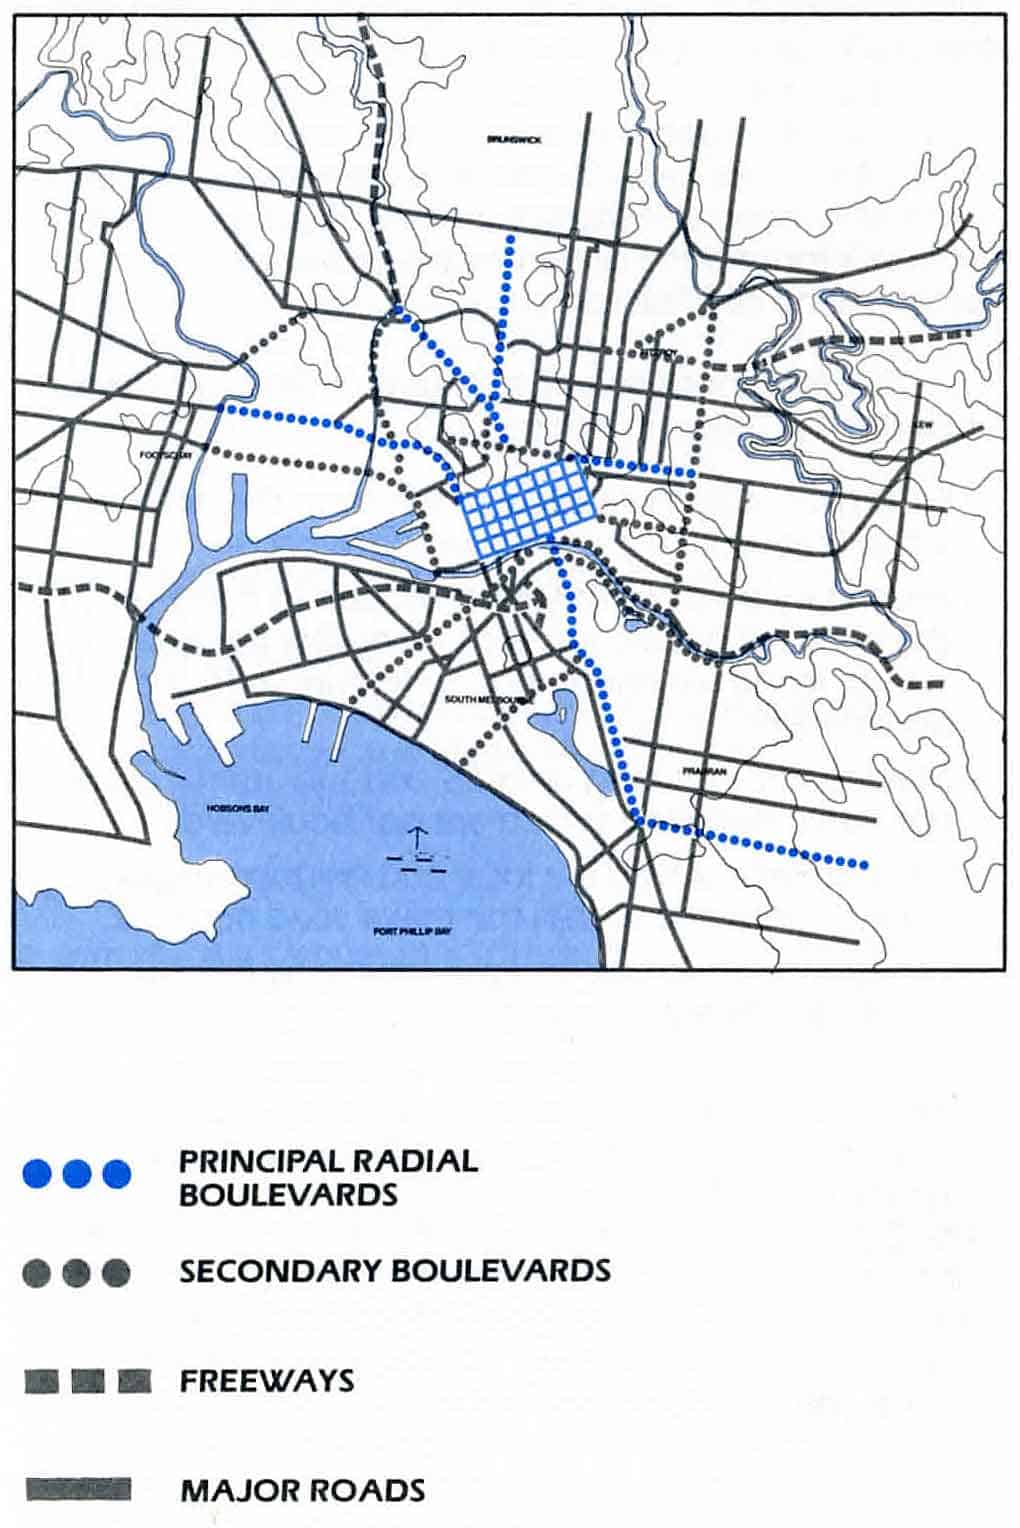 BRUNSWICK
FITZROY
KEW
FOOTSCRAY
SOUTH MELBOURNE
PRAHRAN
HOBSONS BAY
PORT PHILLIP BAY
PRINCIPAL RADIAL
BOULEVARDS
SECONDARY BOULEVARDS
FREEWAYS
MAJOR ROADS